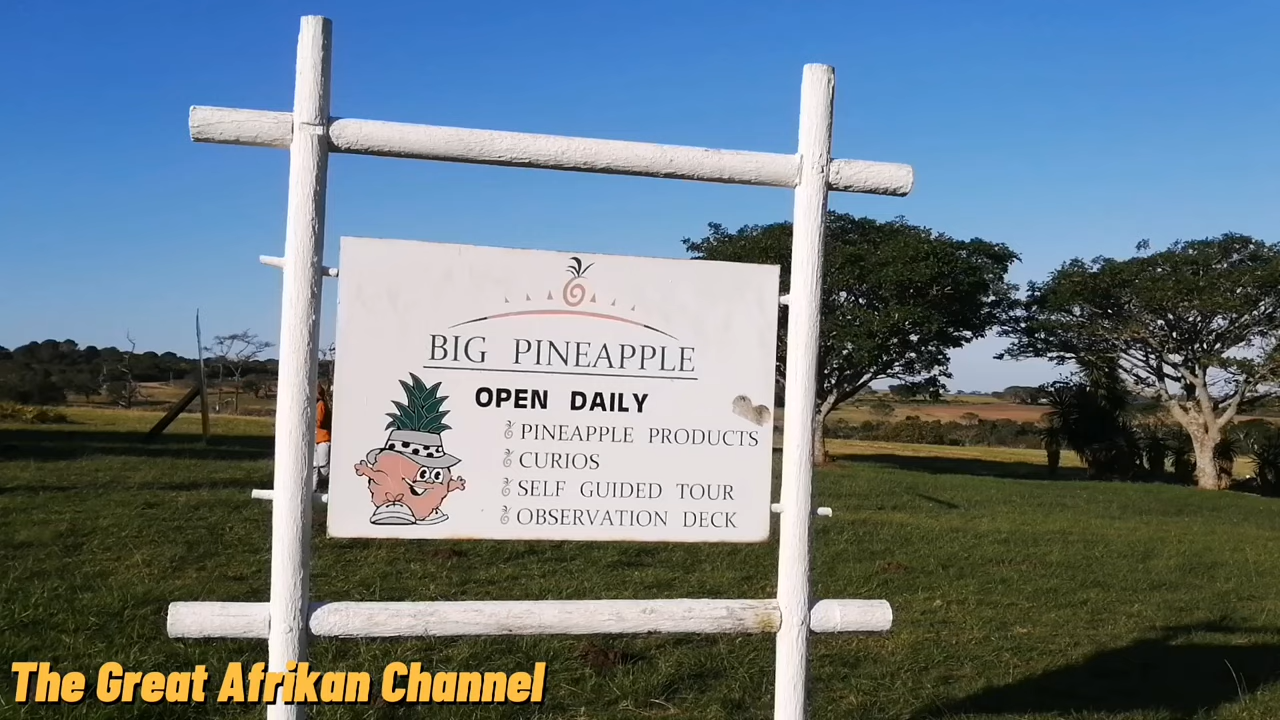 BIG PINEAPPLE
OPEN DAILY
PINEAPPLE PRODUCTS
CURIOS
SELF GUIDED TOUR
OBSERVATION DECK
The Great Afrikan Channel